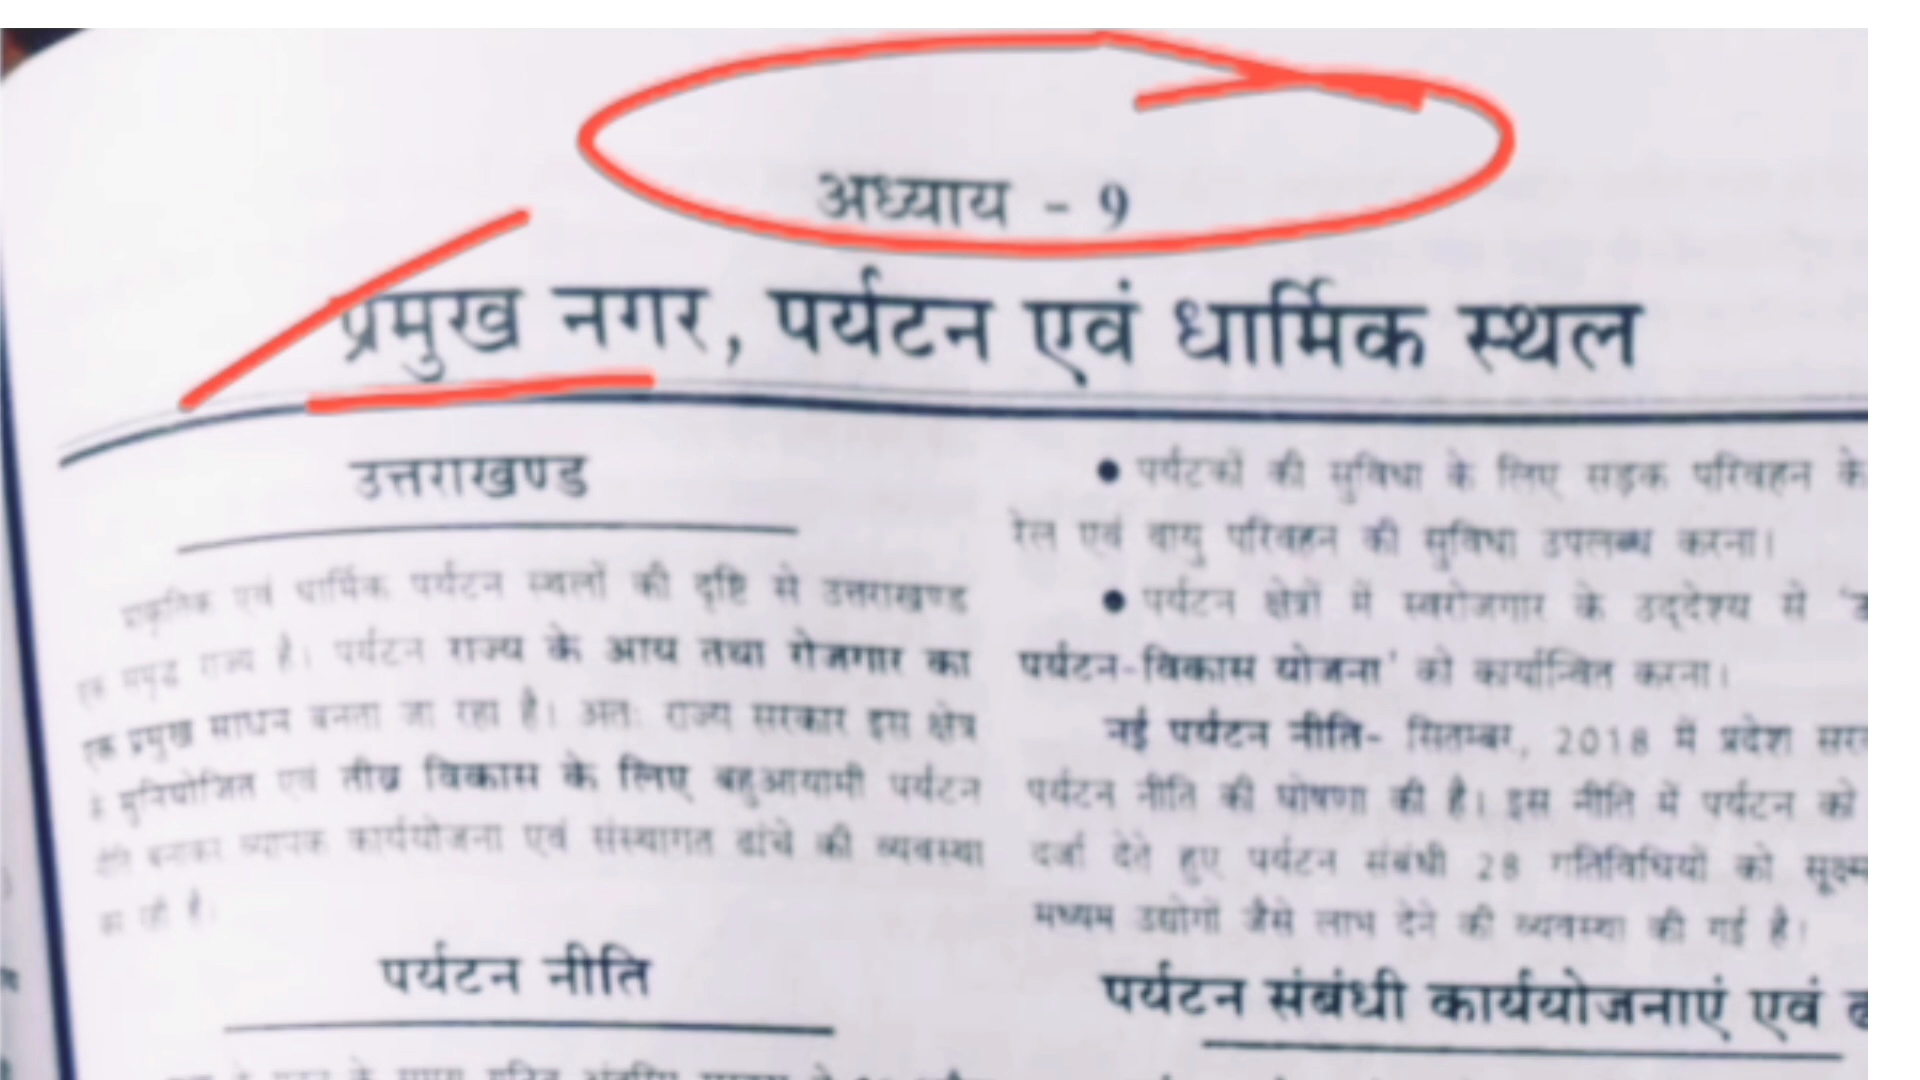 अध्याय - 9
प्रमुख नगर, पर्यटन एवं धार्मिक स्थल
उत्तराखण्ड
प्राकृतिक एवं धार्मिक पर्यटन स्थलों की दृष्टि से उत्तराखण्ड
एक समृद्ध राज्य है। पर्यटन राज्य के आय तथा रोजगार का
एक प्रमुख साधन बनता जा रहा है। अतः राज्य सरकार इस क्षेत्र
के सुनियोजित एवं तीव्र विकास के लिए बहुआयामी पर्यटन
नीति बनाकर व्यापक कार्ययोजना एवं संस्थागत ढांचे की व्यवस्था
कर रही है।
पर्यटन नीति
● पर्यटकों की सुविधा के लिए सड़क परिवहन के
रेल एवं वायु परिवहन की सुविधा उपलब्ध करना।
● पर्यटन क्षेत्रों में स्वरोजगार के उद्देश्य से
पर्यटन-विकास योजना' को कार्यान्वित करना।
नई पर्यटन नीति- सितम्बर, 2018 में प्रदेश
पर्यटन नीति की घोषणा की है। इस नीति में पर्यटन को
दर्जा देते हुए पर्यटन संबंधी 28 गतिविधियों को
मध्यम उद्योगों जैसे लाभ देने की व्यवस्था की गई है।
पर्यटन संबंधी कार्ययोजनाएं एवं